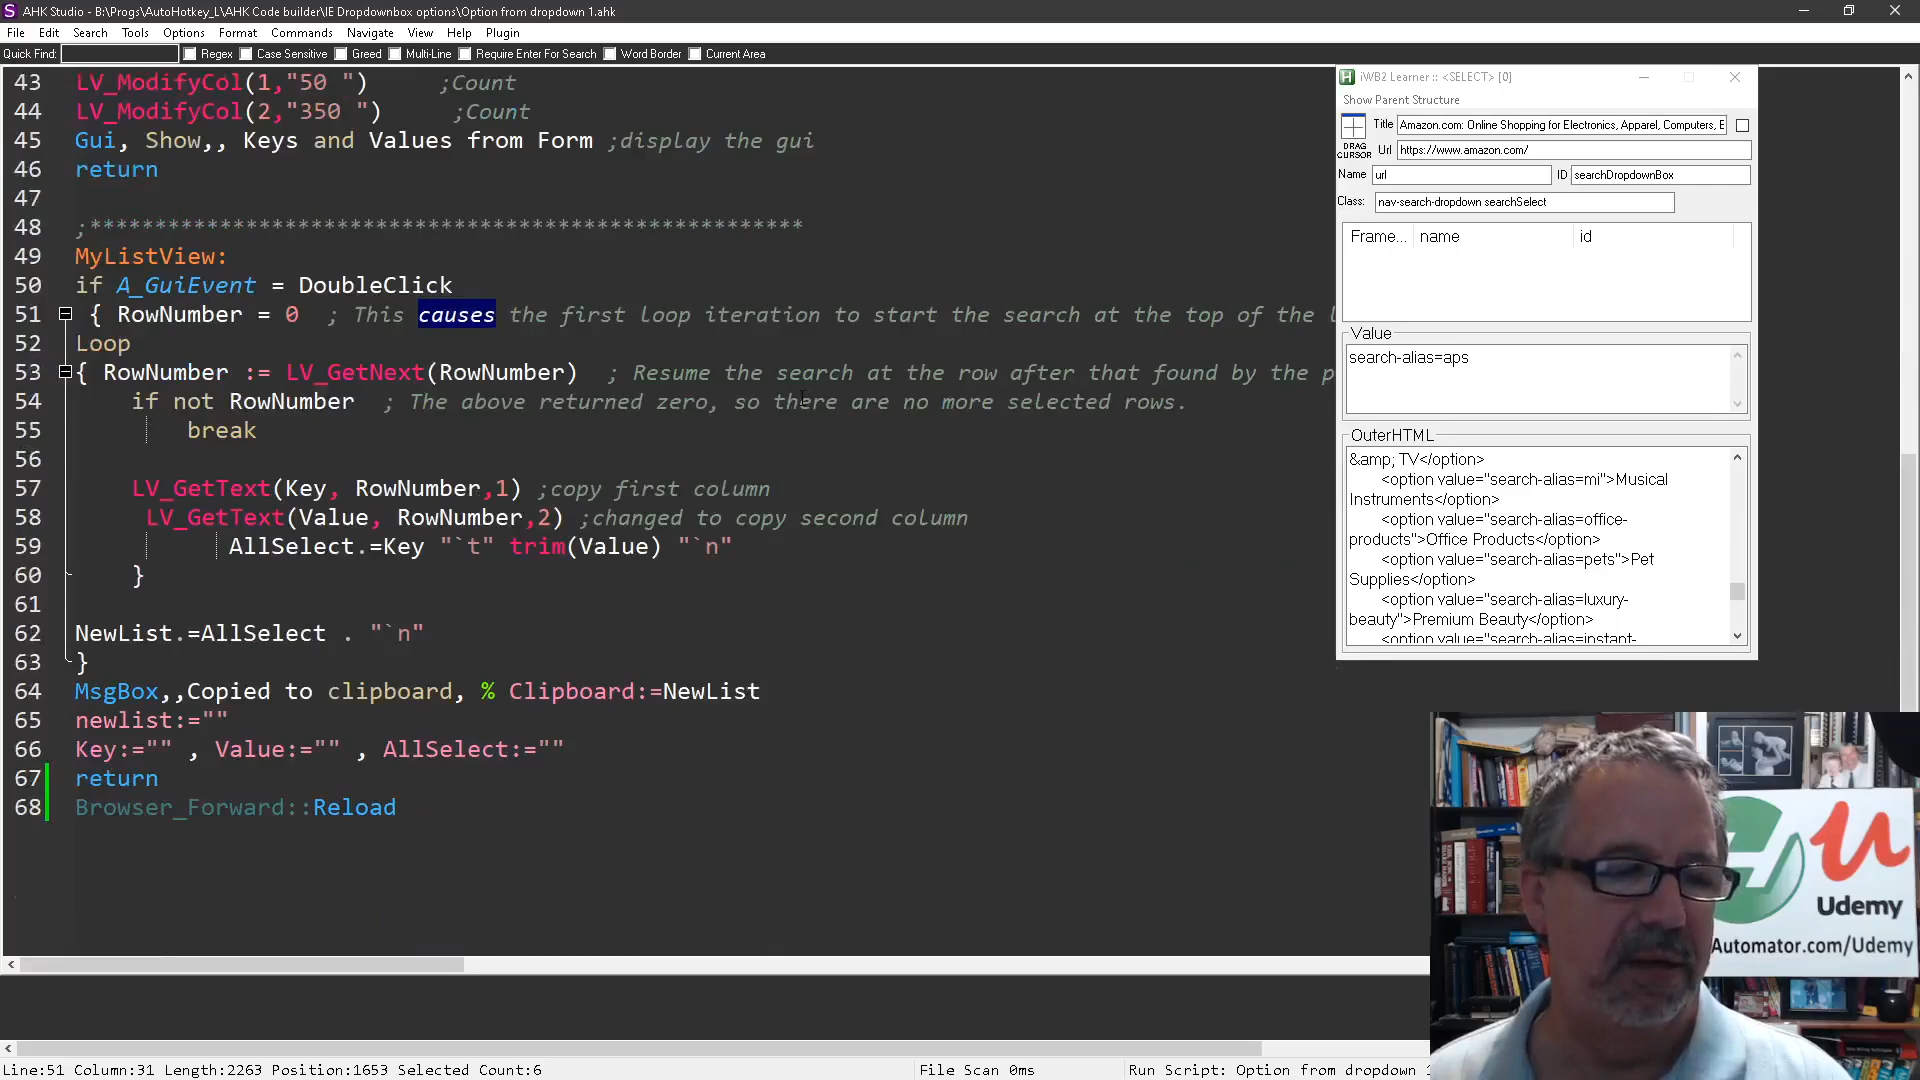 AHK Studio - B:\Progs\AutoHotkey_L\AHK Code builder\IE Dropdownbox options\Option from dropdown 1.ahk
File Edit Search Tools Options Format Commands Navigate View Help Plugin
Quick Find: Regex Case Sensitive Greed Multi-Line Require Enter For Search Word Border Current Area
43 LV_ModifyCol(1,"50 ") ;Count
44 LV_ModifyCol(2,"350 ") ;Count
45 Gui, Show,, Keys and Values from Form ;display the gui
46 return
47
48 ;***************************************************
49 MyListView:
50 if A_GuiEvent = DoubleClick
51 { RowNumber = 0 ; This causes the first loop iteration to start the search at the top of the l
52 Loop
53 { RowNumber := LV_GetNext(RowNumber) ; Resume the search at the row after that found by the p
54 if not RowNumber ; The above returned zero, so there are no more selected rows.
55 break
56
57 LV_GetText(Key, RowNumber,1) ;copy first column
58 LV_GetText(Value, RowNumber,2) ;changed to copy second column
59 AllSelect.=Key "`t" trim(Value) "`n"
60 }
61
62 NewList.=AllSelect . "`n"
63 }
64 MsgBox,,Copied to clipboard, % Clipboard:=NewList
65 newlist:=""
66 Key:="" , Value:="" , AllSelect:=""
67 return
68 Browser_Forward::Reload
Line:51 Column:31 Length:2263 Position:1653 Selected Count:6 File Scan 0ms Run Script: Option from dropdown 1
iWB2 Learner :: <SELECT> [0]
Show Parent Structure
DRAG CURSOR
Title Amazon.com: Online Shopping for Electronics, Apparel, Computers, E
Url https://www.amazon.com/
Name url ID searchDropdownBox
Class: nav-search-dropdown searchSelect
Frame... name id
Value
search-alias=aps
OuterHTML
&amp; TV</option>
<option value="search-alias=mi">Musical
Instruments</option>
<option value="search-alias=office-
products">Office Products</option>
<option value="search-alias=pets">Pet
Supplies</option>
<option value="search-alias=luxury-
beauty">Premium Beauty</option>
<option value="search-alias=instant-
Udemy
Automator.com/Udemy